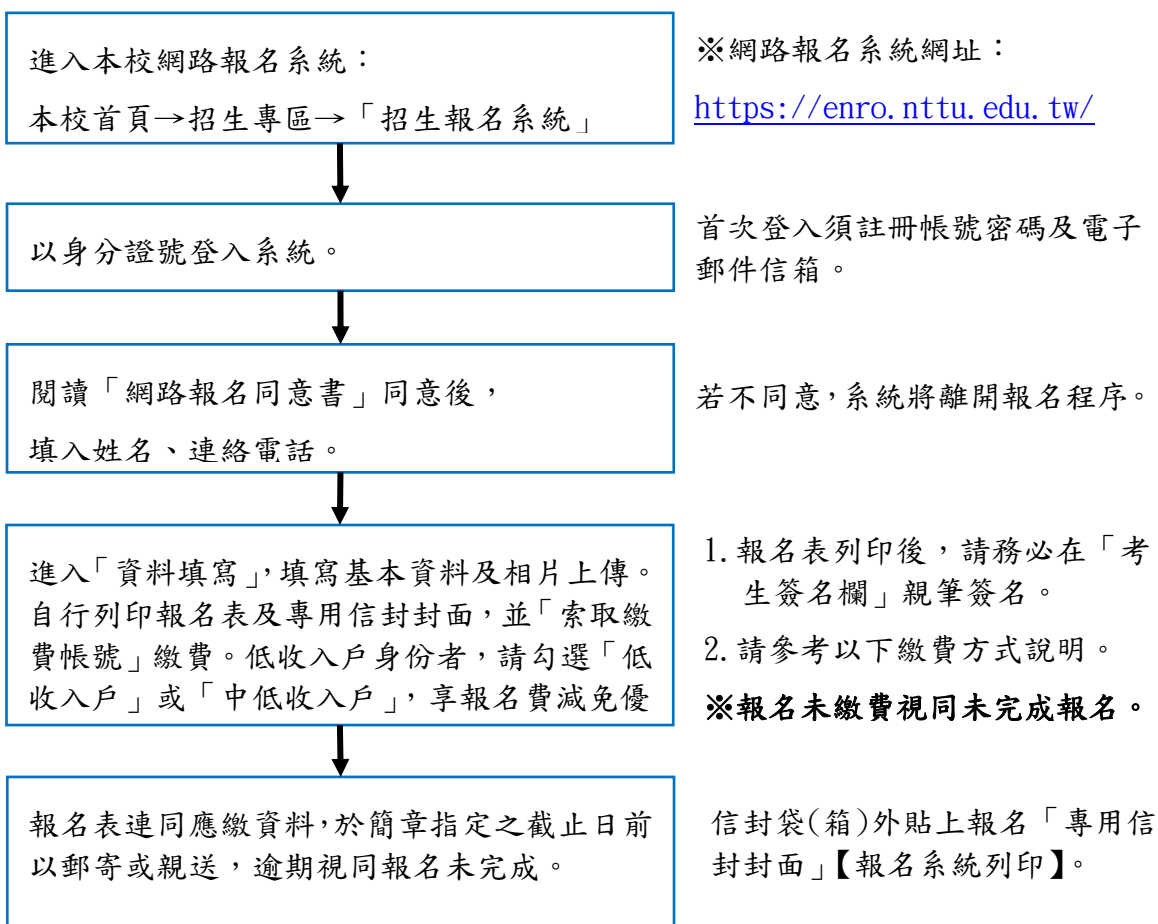 進入本校網路報名系統：
本校首頁→招生專區→「招生報名系統」
※網路報名系統網址：
https://enro.nttu.edu.tw/
以身分證號登入系統。
首次登入須註冊帳號密碼及電子
郵件信箱。
閱讀「網路報名同意書」同意後，
填入姓名、連絡電話。
若不同意，系統將離開報名程序。
進入「資料填寫」，填寫基本資料及相片上傳。
自行列印報名表及專用信封封面，並「索取繳
費帳號」繳費。低收入戶身份者，請勾選「低
收入戶」或「中低收入戶」，享報名費減免優
1.報名表列印後，請務必在「考
生簽名欄」親筆簽名。
2.請參考以下繳費方式說明。
※報名未繳費視同未完成報名。
報名表連同應繳資料，於簡章指定之截止日前
以郵寄或親送，逾期視同報名未完成。
信封袋(箱)外貼上報名「專用信
封封面」【報名系統列印】。